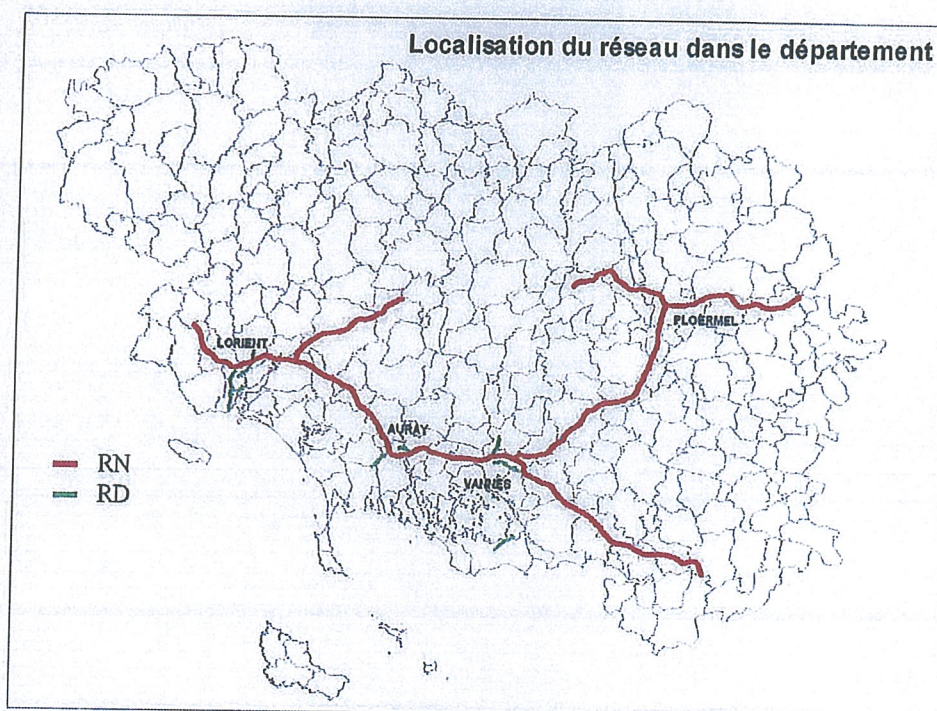 Localisation du réseau dans le département
PLOERMEL
LORIENT
AURAY
VANNES
RN
RD